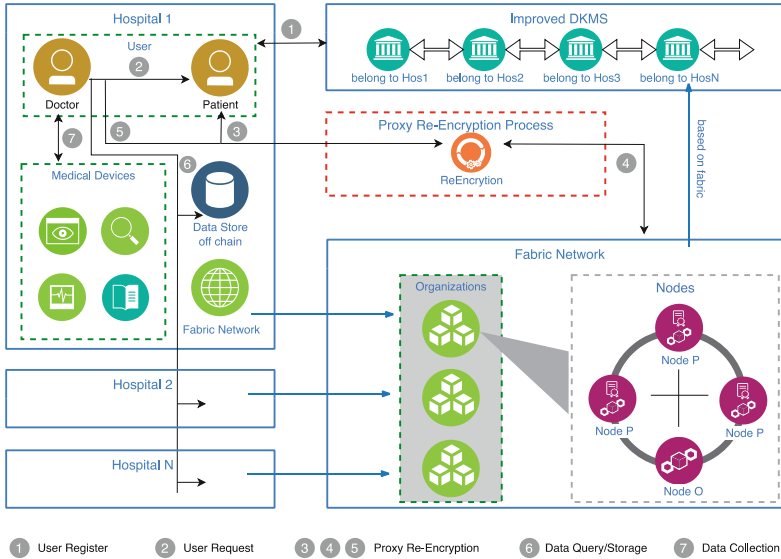 Hospital 1
User
2
Doctor
Patient
1
Improved DKMS
belong to Hos1
belong to Hos2
belong to Hos3
belong to HosN
7
5
3
6
Proxy Re-Encryption Process
ReEncrytion
4
based on fabric
Medical Devices
Data Store
off chain
Fabric Network
Fabric Network
Organizations
Nodes
Node P
Node P
Node P
Node O
Hospital 2
Hospital N
1 User Register
2 User Request
3 4 5 Proxy Re-Encryption
6 Data Query/Storage
7 Data Collection